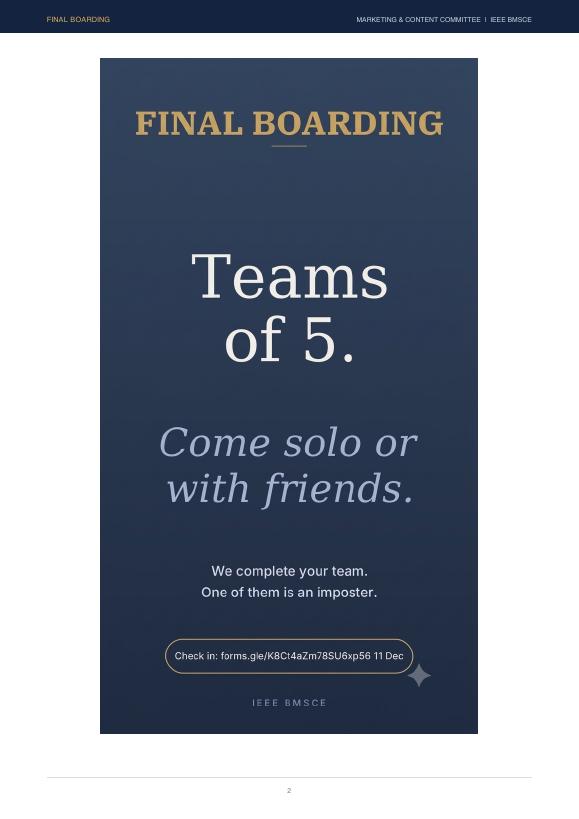 FINAL BOARDING
MARKETING & CONTENT COMMITTEE | IEEE BMSCE
FINAL BOARDING
Teams
of 5.
Come solo or
with friends.
We complete your team.
One of them is an imposter.
Check in: forms.gle/K8Ct4aZm78SU6xp56 11 Dec
IEEE BMSCE
2